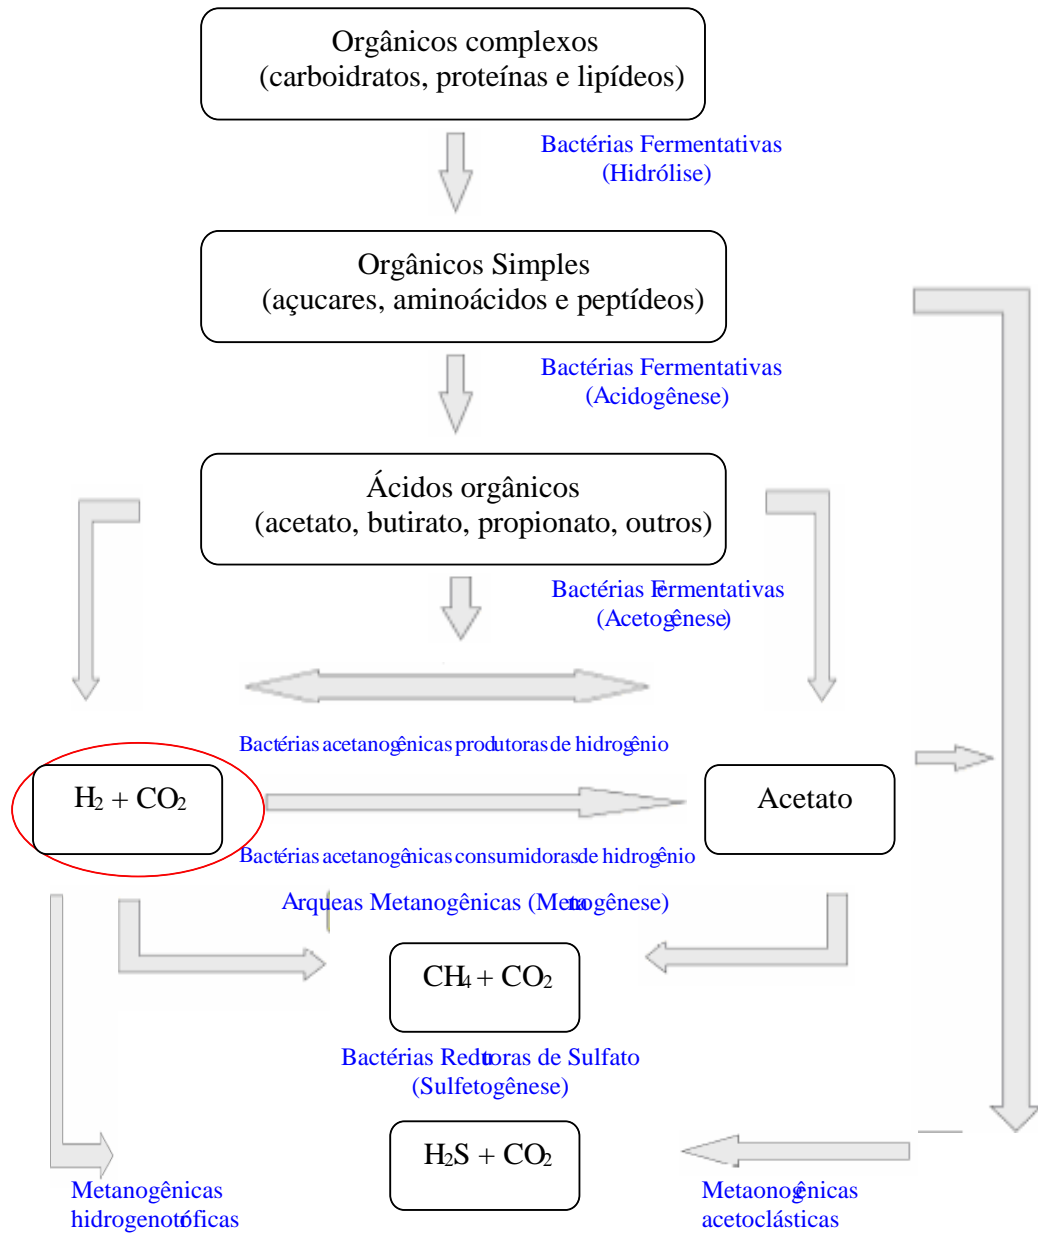 Orgânicos complexos
(carboidratos, proteínas e lipídeos)
Bactérias Fermentativas
(Hidrólise)
Orgânicos Simples
(açucares, aminoácidos e peptídeos)
Bactérias Fermentativas
(Acidogênese)
Ácidos orgânicos
(acetato, butirato, propionato, outros)
Bactérias Fermentativas
(Acetogênese)
Bactérias acetanogênicas produtoras de hidrogênio
H₂ + CO₂
Acetato
Bactérias acetanogênicas consumidoras de hidrogênio
Arqueas Metanogênicas (Metanogênese)
CH₄ + CO₂
Bactérias Redutoras de Sulfato
(Sulfetogênese)
H₂S + CO₂
Metanogênicas
hidrogenotróficas
Metaonogênicas
acetoclásticas